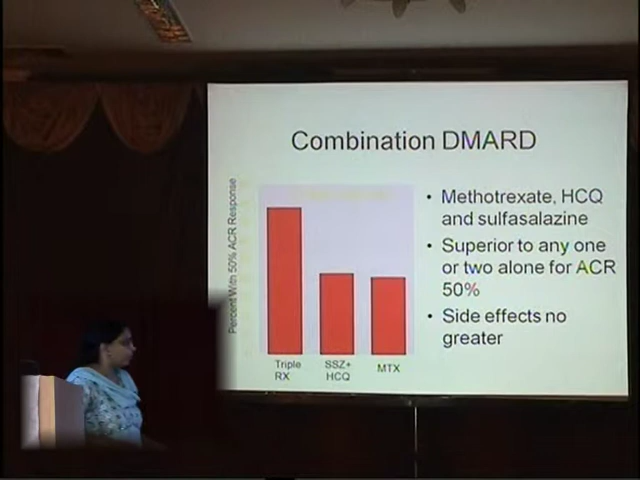 Combination DMARD
Percent With 50% ACR Response
Triple
RX
SSZ+
HCQ
MTX
• Methotrexate, HCQ
and sulfasalazine
• Superior to any one
or two alone for ACR
50%
• Side effects no
greater